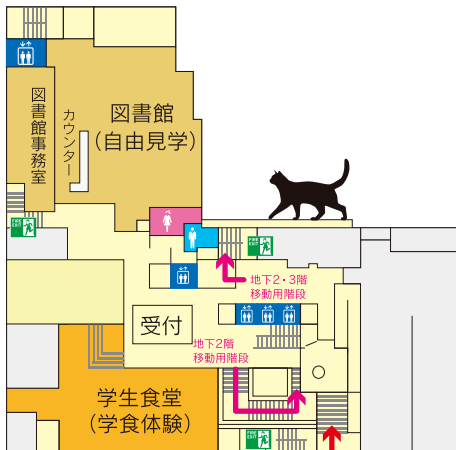 図書館
(自由見学)
図書館事務室
カウンター
地下2・3階
移動用階段
受付
地下2階
移動用階段
学生食堂
(学食体験)